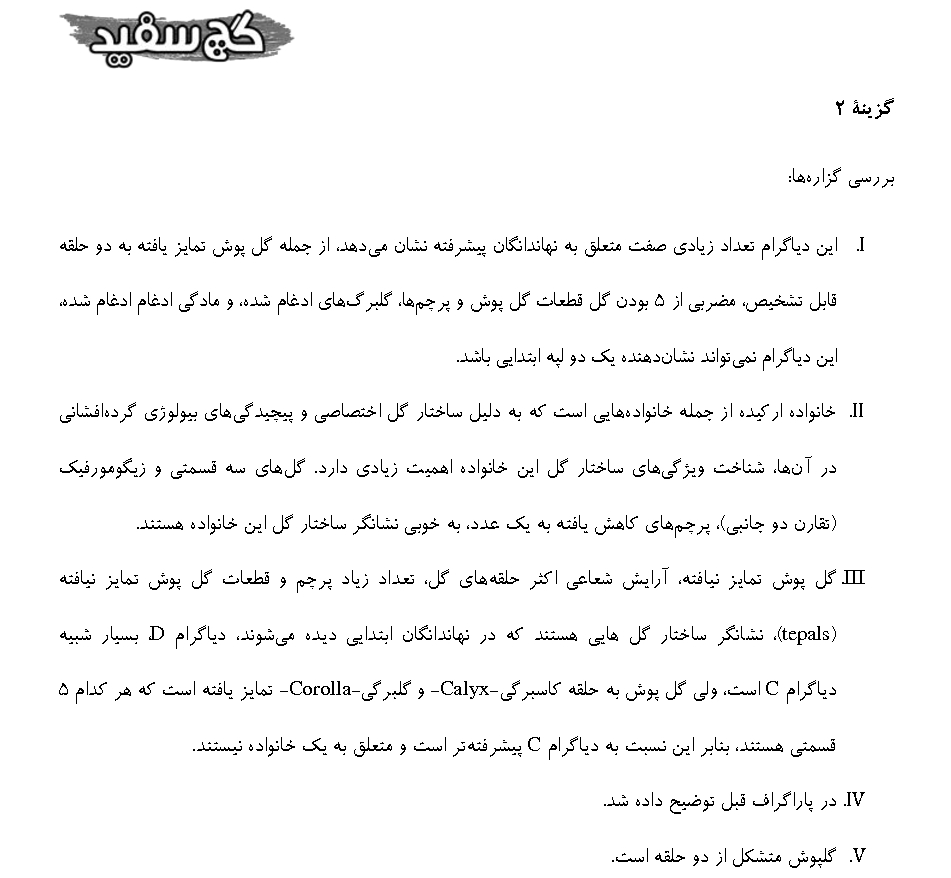 گچ سفید
گزینهٔ ۲
بررسی گزاره‌ها:
I. این دیاگرام تعداد زیادی صفت متعلق به نهاندانگان پیشرفته نشان می‌دهد، از جمله گل پوش تمایز یافته به دو حلقه
قابل تشخیص، مضربی از ۵ بودن گل قطعات گل پوش و پرچم‌ها، گلبرگ‌های ادغام شده، و مادگی ادغام ادغام شده،
این دیاگرام نمی‌تواند نشان‌دهنده یک دو لپه ابتدایی باشد.
II. خانواده ارکیده از جمله خانواده‌هایی است که به دلیل ساختار گل اختصاصی و پیچیدگی‌های بیولوژی گرده‌افشانی
در آن‌ها، شناخت ویژگی‌های ساختار گل این خانواده اهمیت زیادی دارد. گل‌های سه قسمتی و زیگومورفیک
(تقارن دو جانبی)، پرچم‌های کاهش یافته به یک عدد، به خوبی نشانگر ساختار گل این خانواده هستند.
III. گل پوش تمایز نیافته، آرایش شعاعی اکثر حلقه‌های گل، تعداد زیاد پرچم و قطعات گل پوش تمایز نیافته
(tepals)، نشانگر ساختار گل هایی هستند که در نهاندانگان ابتدایی دیده می‌شوند، دیاگرام D، بسیار شبیه
دیاگرام C است، ولی گل پوش به حلقه کاسبرگی-Calyx- و گلبرگی-Corolla- تمایز یافته است که هر کدام ۵
قسمتی هستند، بنابر این نسبت به دیاگرام C پیشرفته‌تر است و متعلق به یک خانواده نیستند.
IV. در پاراگراف قبل توضیح داده شد.
V. گلپوش متشکل از دو حلقه است.